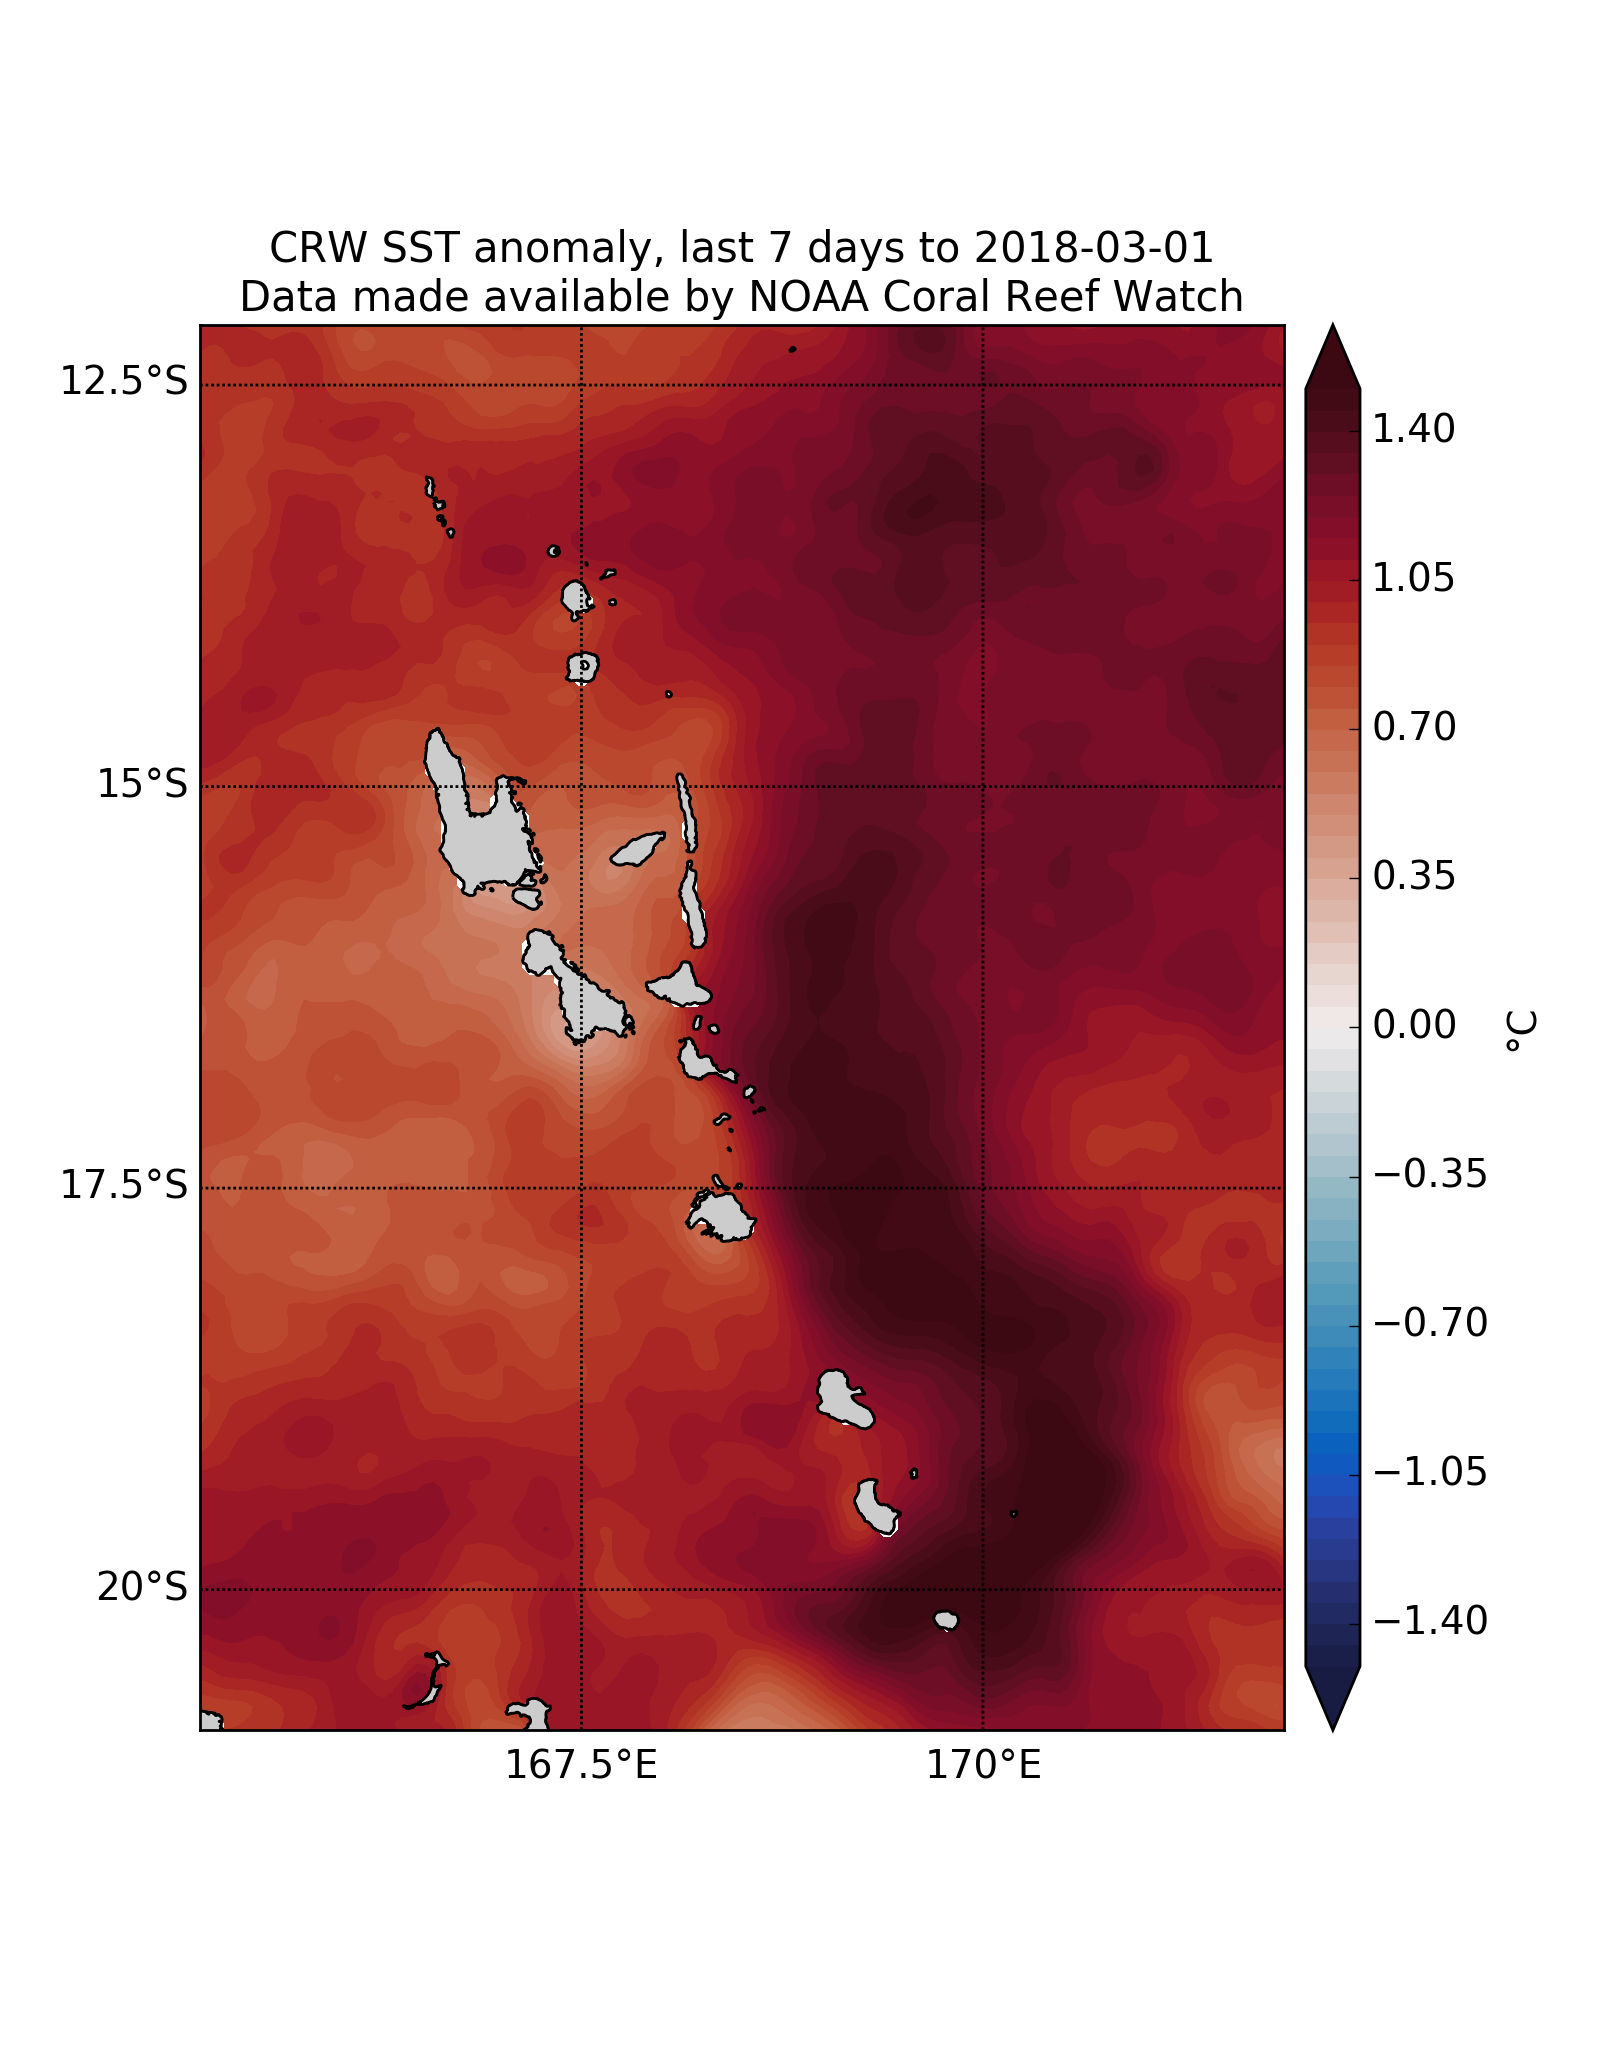 CRW SST anomaly, last 7 days to 2018-03-01
Data made available by NOAA Coral Reef Watch
12.5°S
15°S
17.5°S
20°S
167.5°E
170°E
1.40
1.05
0.70
0.35
0.00
−0.35
−0.70
−1.05
−1.40
°C